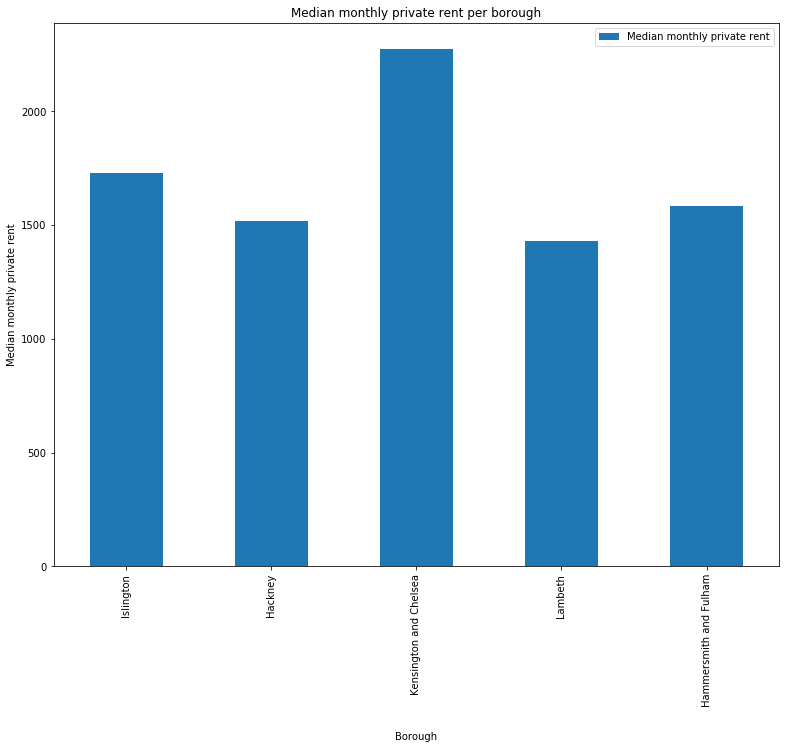 Median monthly private rent per borough
Median monthly private rent
Median monthly private rent
2000
1500
1000
500
0
Islington
Hackney
Kensington and Chelsea
Lambeth
Hammersmith and Fulham
Borough